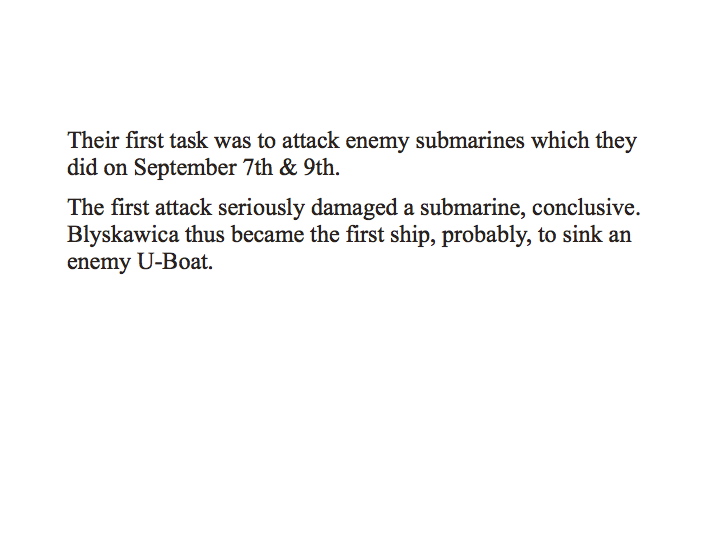 Their first task was to attack enemy submarines which they
did on September 7th & 9th.
The first attack seriously damaged a submarine, conclusive.
Blyskawica thus became the first ship, probably, to sink an
enemy U-Boat.